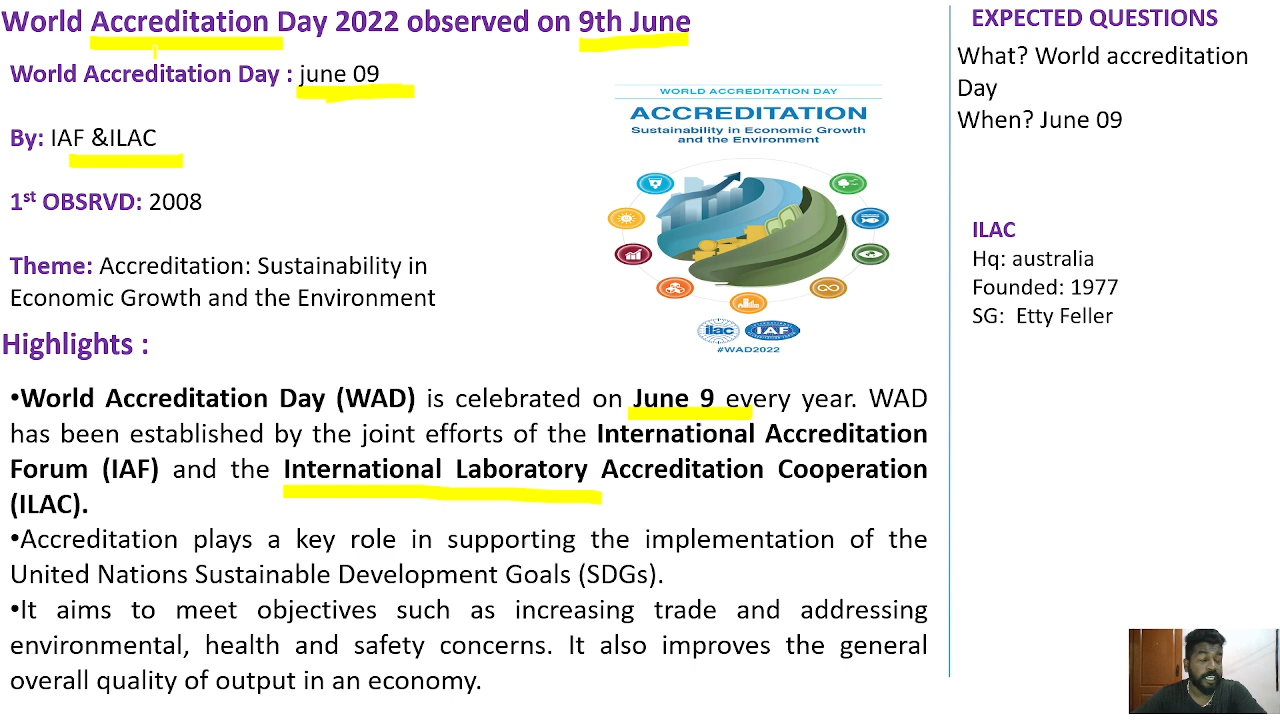 World Accreditation Day 2022 observed on 9th June
World Accreditation Day : june 09
By: IAF &ILAC
1st OBSRVD: 2008
Theme: Accreditation: Sustainability in
Economic Growth and the Environment
WORLD ACCREDITATION DAY
ACCREDITATION
Sustainability in Economic Growth
and the Environment
ilac IAF
#WAD2022
Highlights :
•World Accreditation Day (WAD) is celebrated on June 9 every year. WAD
has been established by the joint efforts of the International Accreditation
Forum (IAF) and the International Laboratory Accreditation Cooperation
(ILAC).
•Accreditation plays a key role in supporting the implementation of the
United Nations Sustainable Development Goals (SDGs).
•It aims to meet objectives such as increasing trade and addressing
environmental, health and safety concerns. It also improves the general
overall quality of output in an economy.
EXPECTED QUESTIONS
What? World accreditation
Day
When? June 09
ILAC
Hq: australia
Founded: 1977
SG: Etty Feller